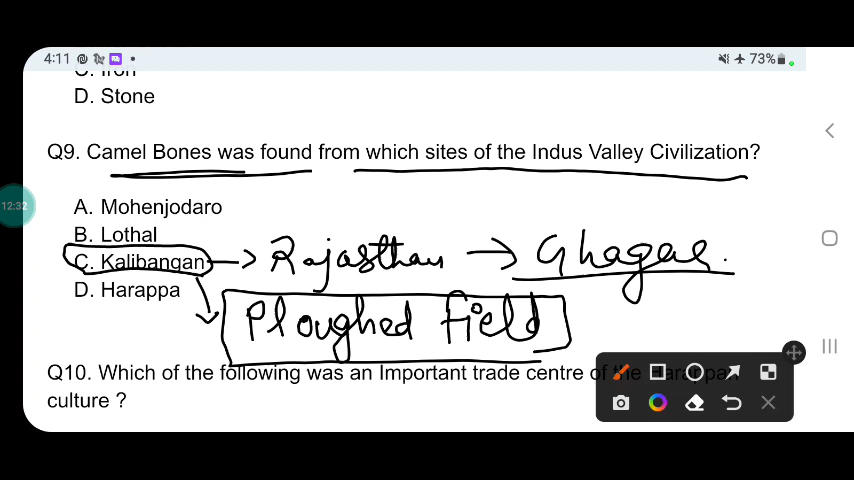 4:11
73%
C. Iron
D. Stone
Q9. Camel Bones was found from which sites of the Indus Valley Civilization?
12:32
A. Mohenjodaro
B. Lothal
C. Kalibangan → Rajasthan → Ghagar.
D. Harappa
Ploughed field
Q10. Which of the following was an Important trade centre of the Harappan
culture ?